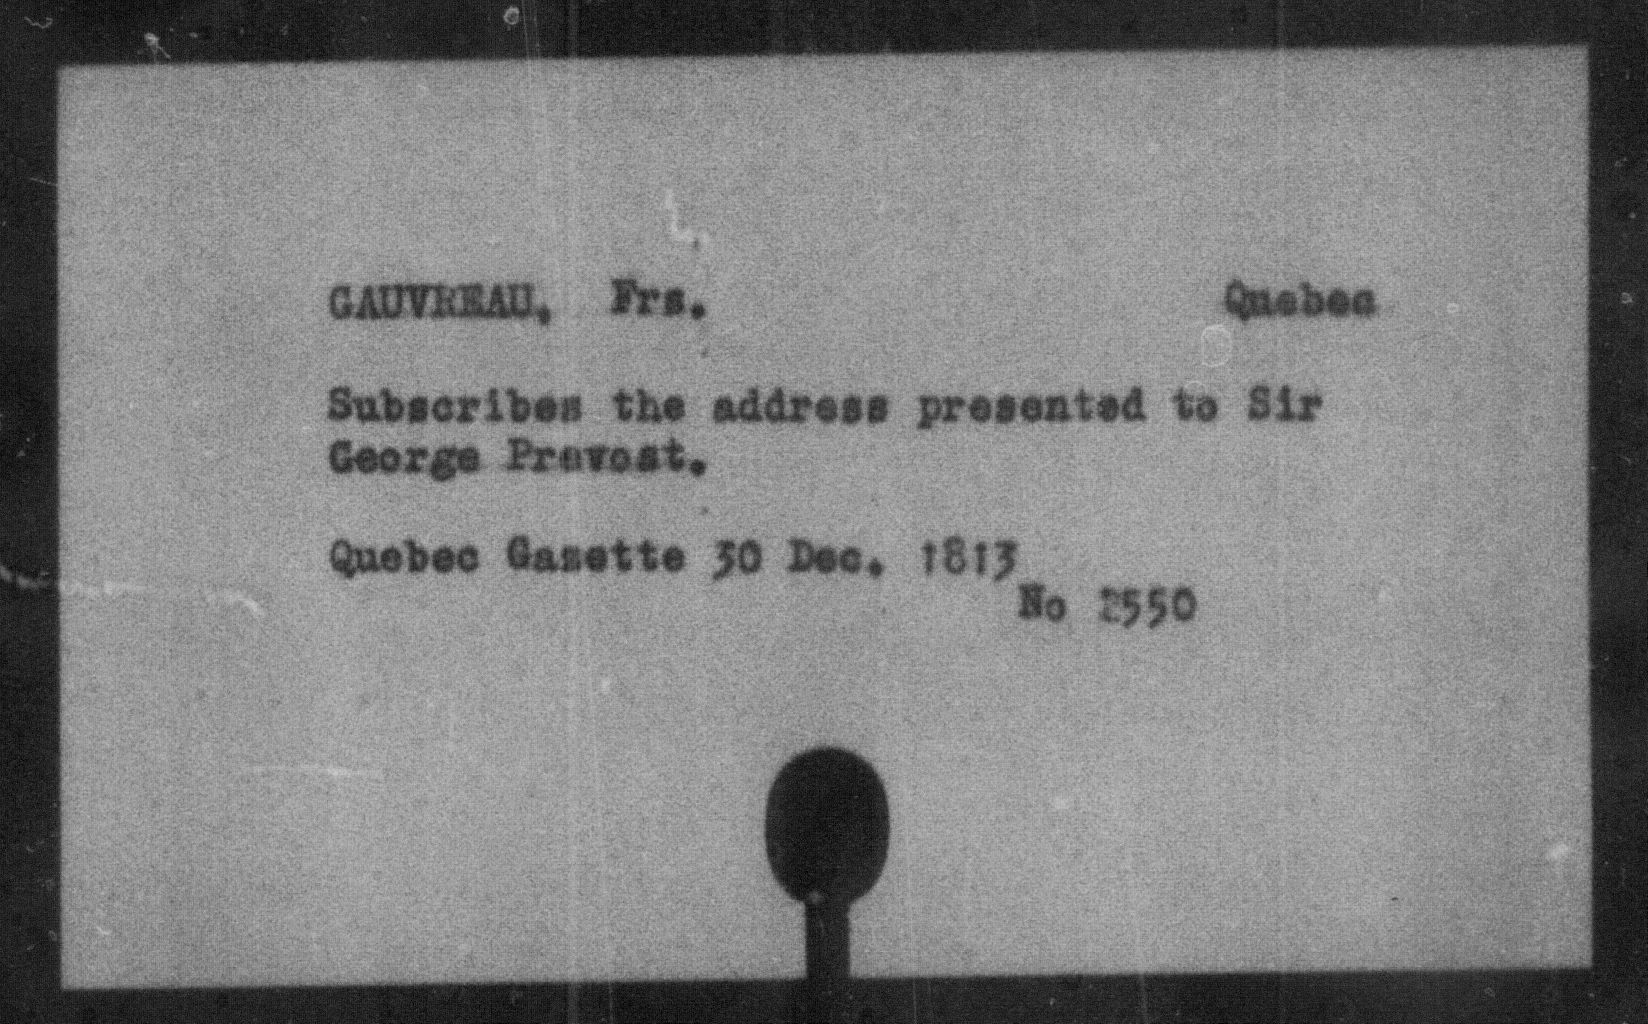 GAUVREAU, Frs. Quebec
Subscribes the address presented to Sir
George Prevost.
Quebec Gazette 30 Dec. 1813
No 2550